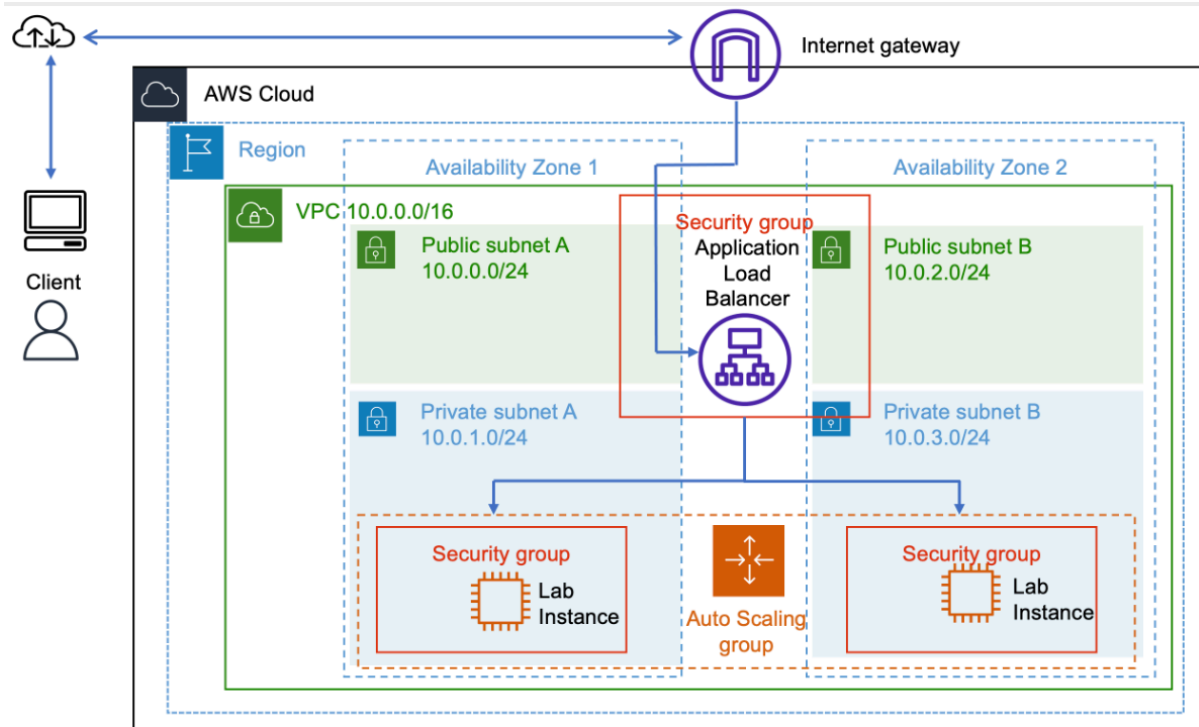 Internet gateway
AWS Cloud
Region
Availability Zone 1
Availability Zone 2
VPC 10.0.0.0/16
Client
Public subnet A
10.0.0.0/24
Security group
Application
Load
Balancer
Public subnet B
10.0.2.0/24
Private subnet A
10.0.1.0/24
Private subnet B
10.0.3.0/24
Security group
Lab
Instance
Auto Scaling
group
Security group
Lab
Instance